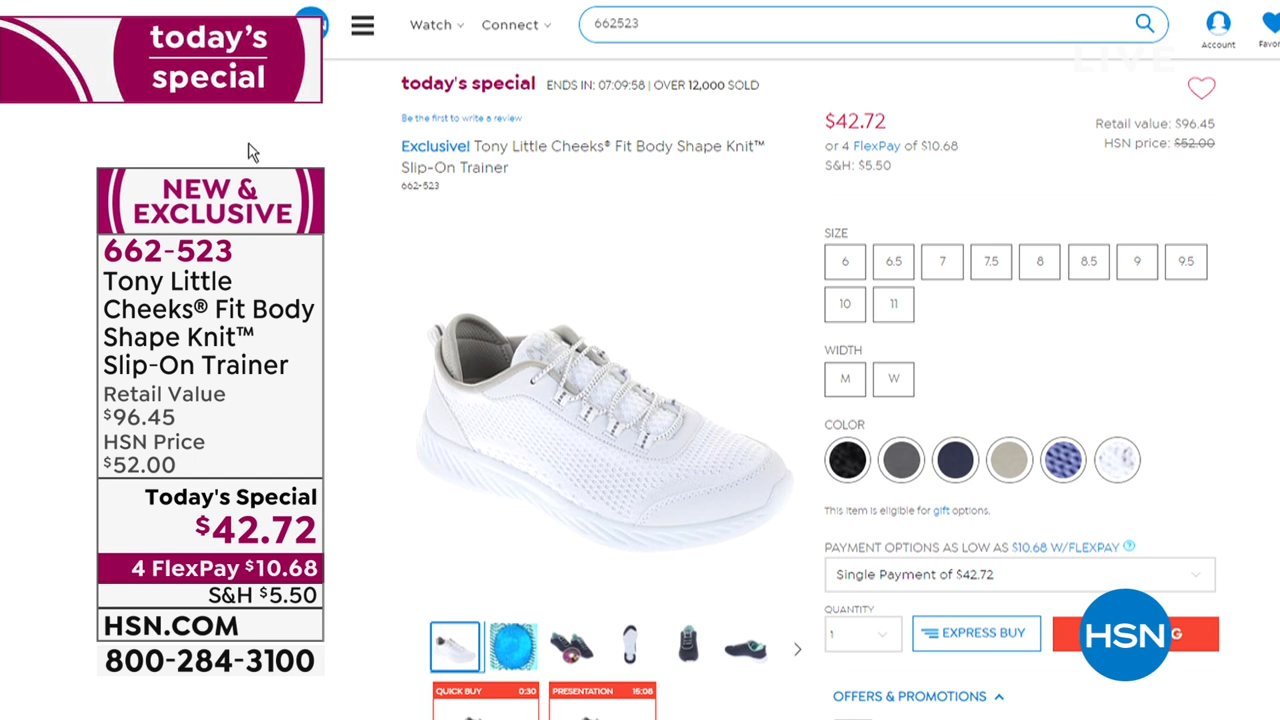 today's
special
NEW &
EXCLUSIVE
662-523
Tony Little
Cheeks® Fit Body
Shape Knit™
Slip-On Trainer
Retail Value
$96.45
HSN Price
$52.00
Today's Special
$42.72
4 FlexPay $10.68
S&H $5.50
HSN.COM
800-284-3100
Watch
Connect
662523
Account
LIVE
today's special ENDS IN: 07:09:58 | OVER 12,000 SOLD
Be the first to write a review
Exclusive! Tony Little Cheeks® Fit Body Shape Knit™
Slip-On Trainer
662-523
$42.72
or 4 FlexPay of $10.68
S&H: $5.50
Retail value: $96.45
HSN price: $52.00
SIZE
6 6.5 7 7.5 8 8.5 9 9.5
10 11
WIDTH
M W
COLOR
This item is eligible for gift options.
PAYMENT OPTIONS AS LOW AS $10.68 W/FLEXPAY ?
Single Payment of $42.72
QUANTITY
1
EXPRESS BUY
HSN
G
OFFERS & PROMOTIONS
QUICK BUY 0:30
PRESENTATION 15:08